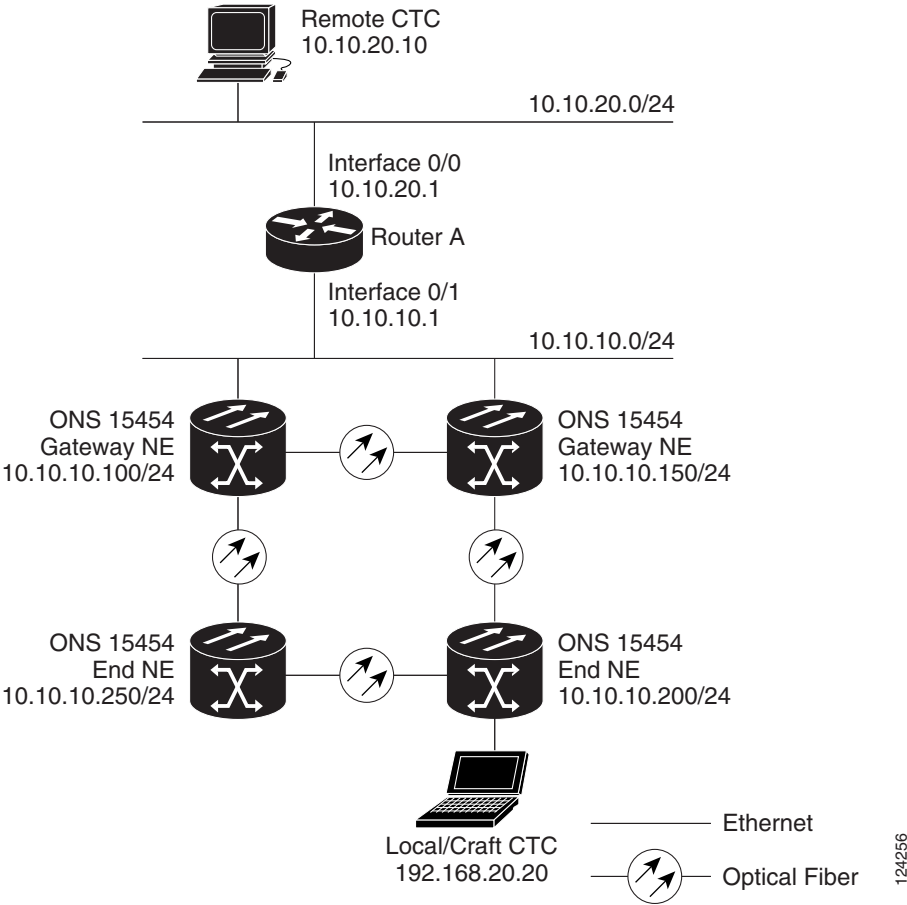 Remote CTC
10.10.20.10
10.10.20.0/24
Interface 0/0
10.10.20.1
Router A
Interface 0/1
10.10.10.1
10.10.10.0/24
ONS 15454
Gateway NE
10.10.10.100/24
ONS 15454
Gateway NE
10.10.10.150/24
ONS 15454
End NE
10.10.10.250/24
ONS 15454
End NE
10.10.10.200/24
Local/Craft CTC
192.168.20.20
Ethernet
Optical Fiber
124256